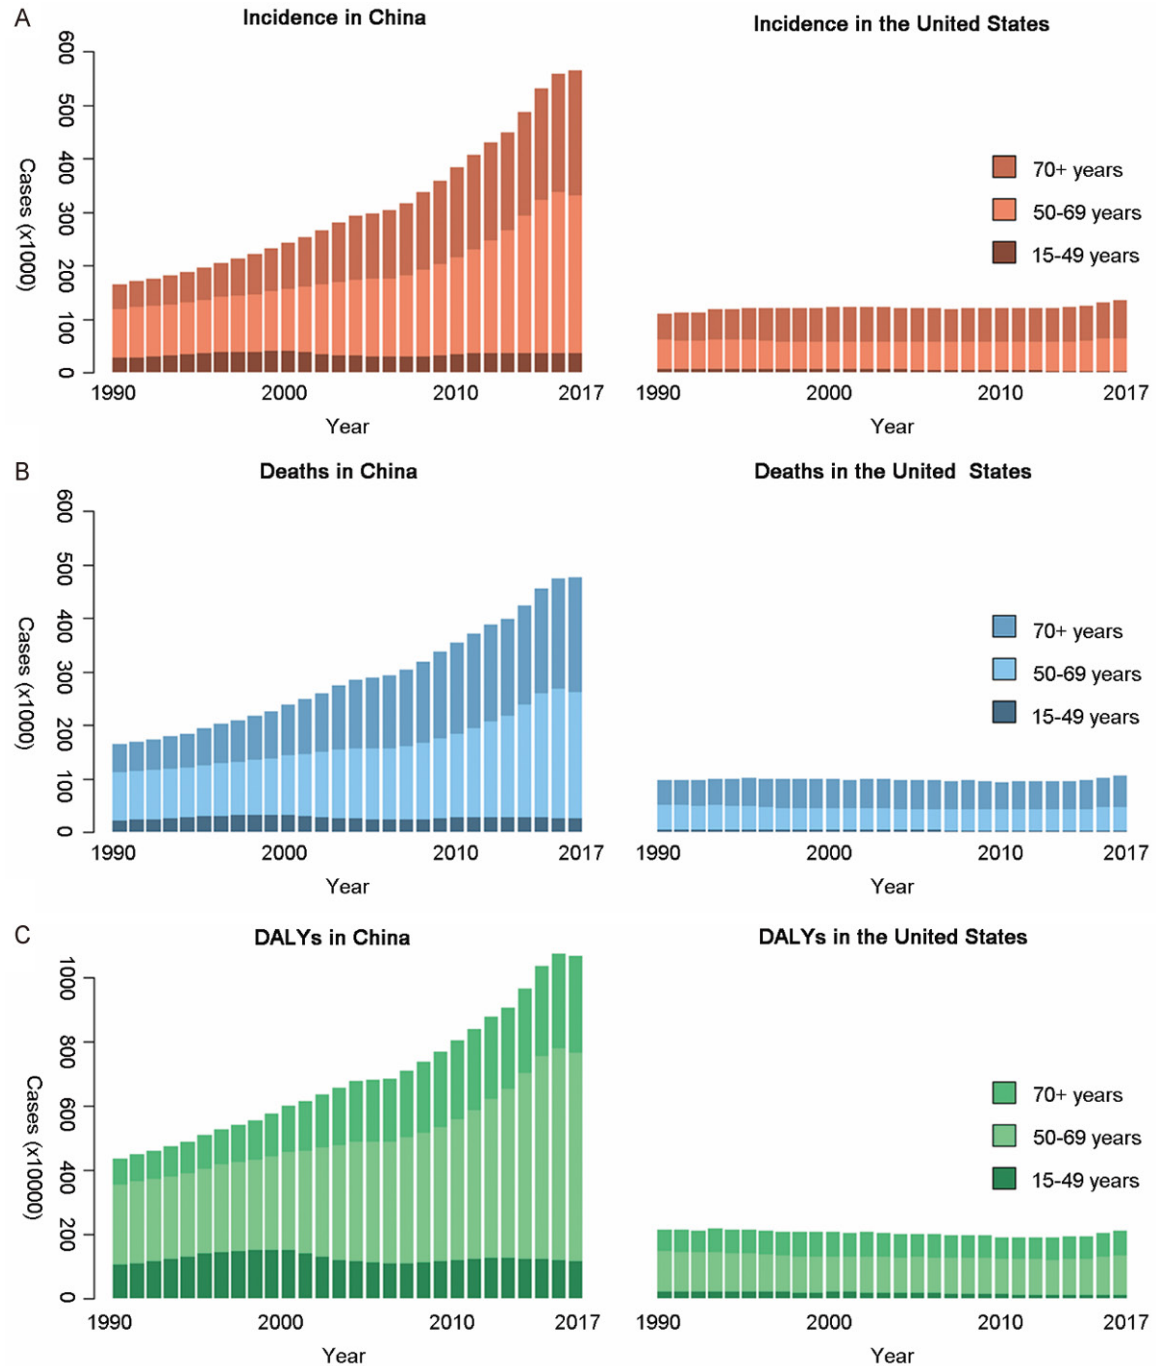 A
Incidence in China
Incidence in the United States
600
500
400
300
200
100
0
Cases (x1000)
70+ years
50-69 years
15-49 years
1990 2000 2010 2017
1990 2000 2010 2017
Year
Year
B
Deaths in China
Deaths in the United  States
600
500
400
300
200
100
0
Cases (x1000)
70+ years
50-69 years
15-49 years
1990 2000 2010 2017
1990 2000 2010 2017
Year
Year
C
DALYs in China
DALYs in the United States
1000
800
600
400
200
0
Cases (x10000)
70+ years
50-69 years
15-49 years
1990 2000 2010 2017
1990 2000 2010 2017
Year
Year